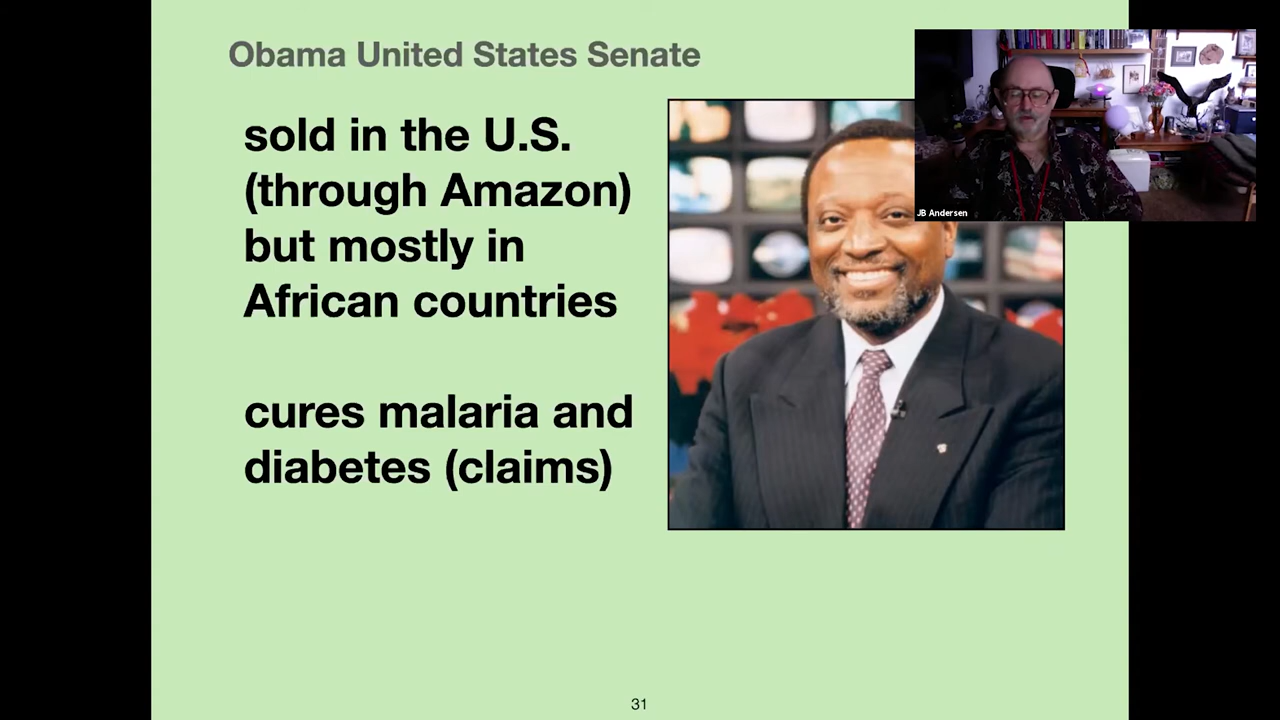 Obama United States Senate
sold in the U.S.
(through Amazon)
but mostly in
African countries
cures malaria and
diabetes (claims)
JB Andersen
31